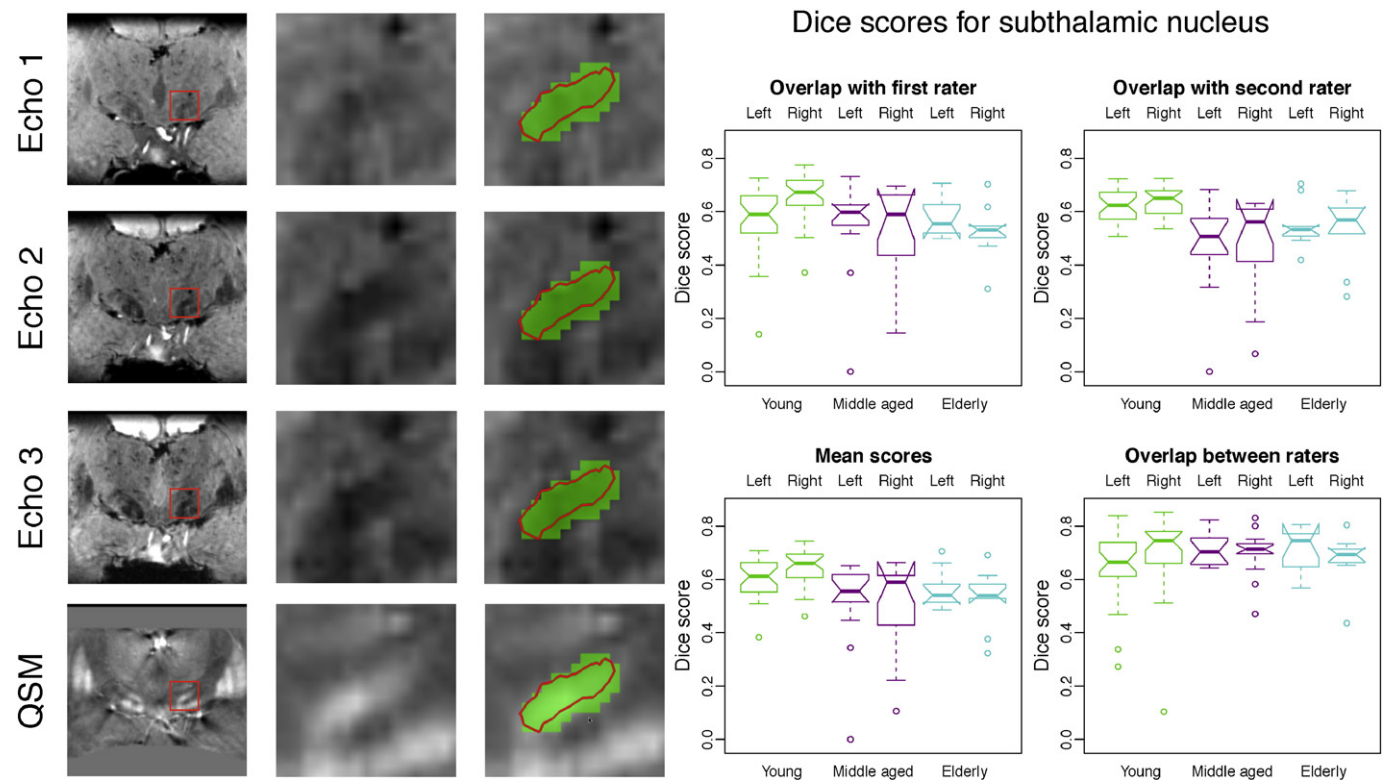 Echo 1
Echo 2
Echo 3
QSM
Dice scores for subthalamic nucleus
Overlap with first rater
Left Right Left Right Left Right
Dice score
0.0 0.2 0.4 0.6 0.8
Young Middle aged Elderly
Overlap with second rater
Left Right Left Right Left Right
Dice score
0.0 0.2 0.4 0.6 0.8
Young Middle aged Elderly
Mean scores
Left Right Left Right Left Right
Dice score
0.0 0.2 0.4 0.6 0.8
Young Middle aged Elderly
Overlap between raters
Left Right Left Right Left Right
Dice score
0.0 0.2 0.4 0.6 0.8
Young Middle aged Elderly